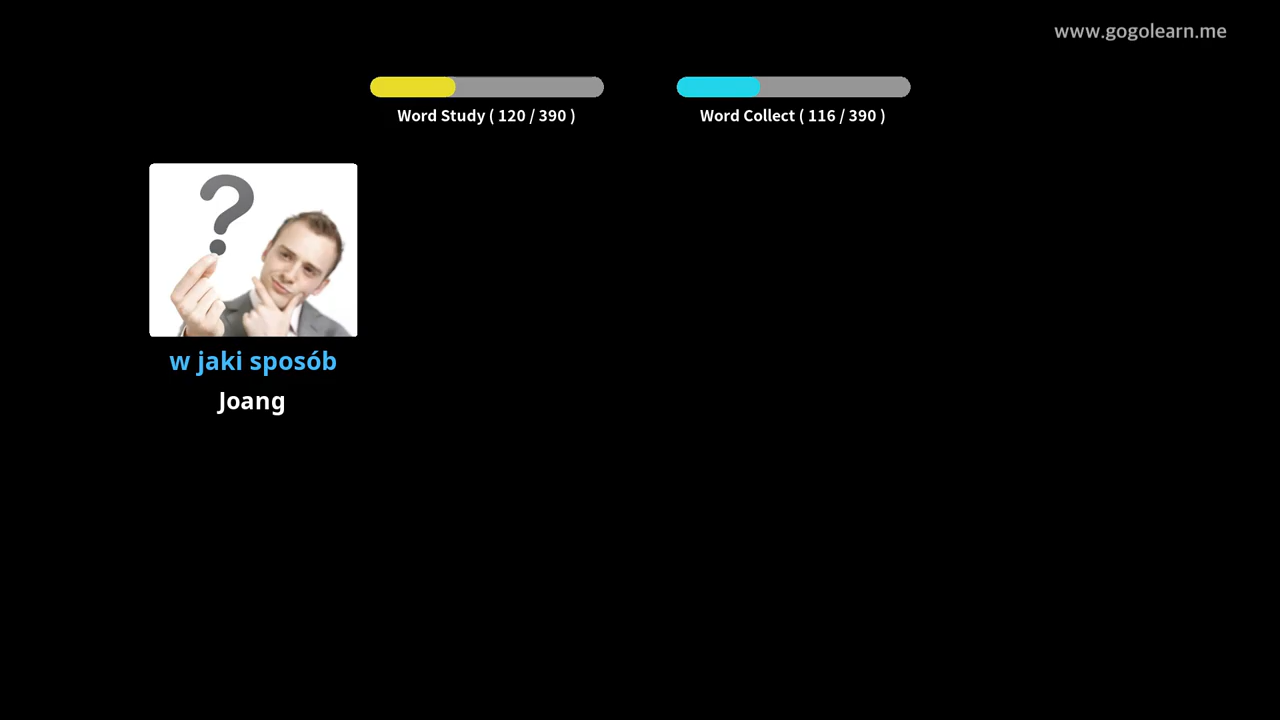 www.gogolearn.me
Word Study ( 120 / 390 )
Word Collect ( 116 / 390 )
?
w jaki sposób
Joang